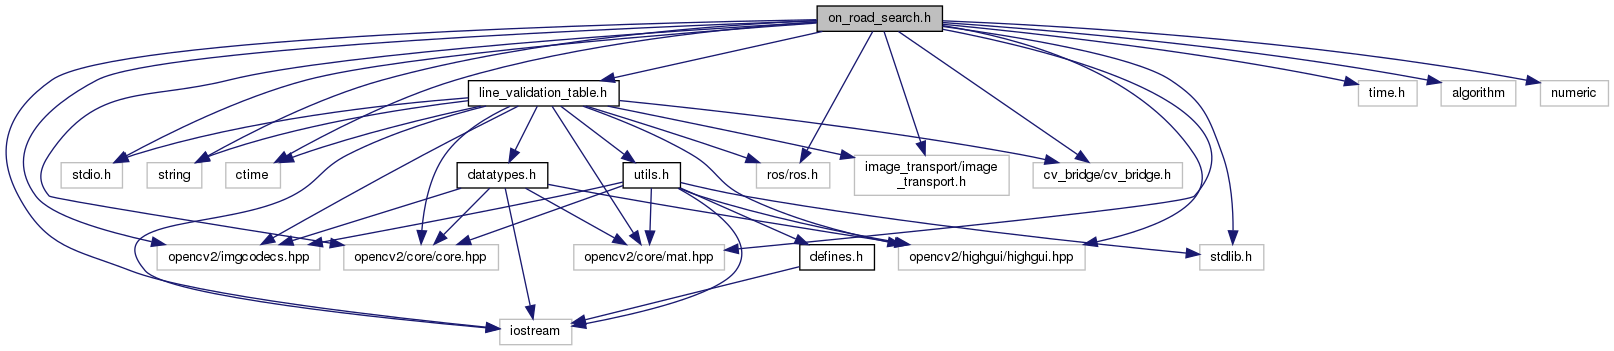 on_road_search.h
line_validation_table.h
time.h
algorithm
numeric
stdio.h
string
ctime
datatypes.h
utils.h
ros/ros.h
image_transport/image
_transport.h
cv_bridge/cv_bridge.h
opencv2/imgcodecs.hpp
opencv2/core/core.hpp
opencv2/core/mat.hpp
defines.h
opencv2/highgui/highgui.hpp
stdlib.h
iostream